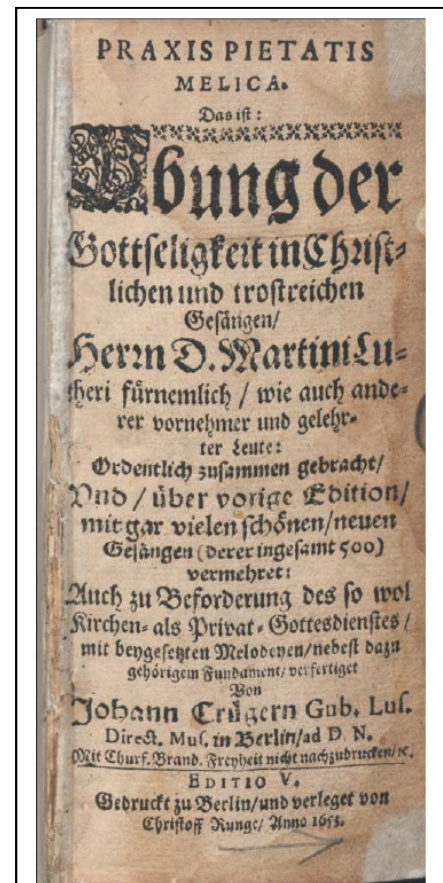 PRAXIS PIETATIS
MELICA.
Das ist:
Übung der
Gottseligkeit in Christ-
lichen und trostreichen
Gesängen/
Herrn D. Martini Lu-
theri fürnemlich / wie auch ande-
rer vornehmer und gelehr-
ter Leute:
Ordentlich zusammen gebracht/
Vnd / über vorige Edition/
mit gar vielen schönen/neuen
Gesängen (derer ingesamt 500)
vermehret:
Auch zu Beforderung des so wol
Kirchen- als Privat-Gottesdienstes /
mit beygesetzten Melodeyen/nebest dazu
gehörigem Fundament/ verfertiget
Von
Johann Crügern Gub. Lus.
Direct. Mus. in Berlin/ad D. N.
Mit Churf. Brand. Freyheit nicht nachzudrucken/ꝛc.
EDITIO V.
Gedruckt zu Berlin/und verleget von
Christoff Runge/ Anno 1653.